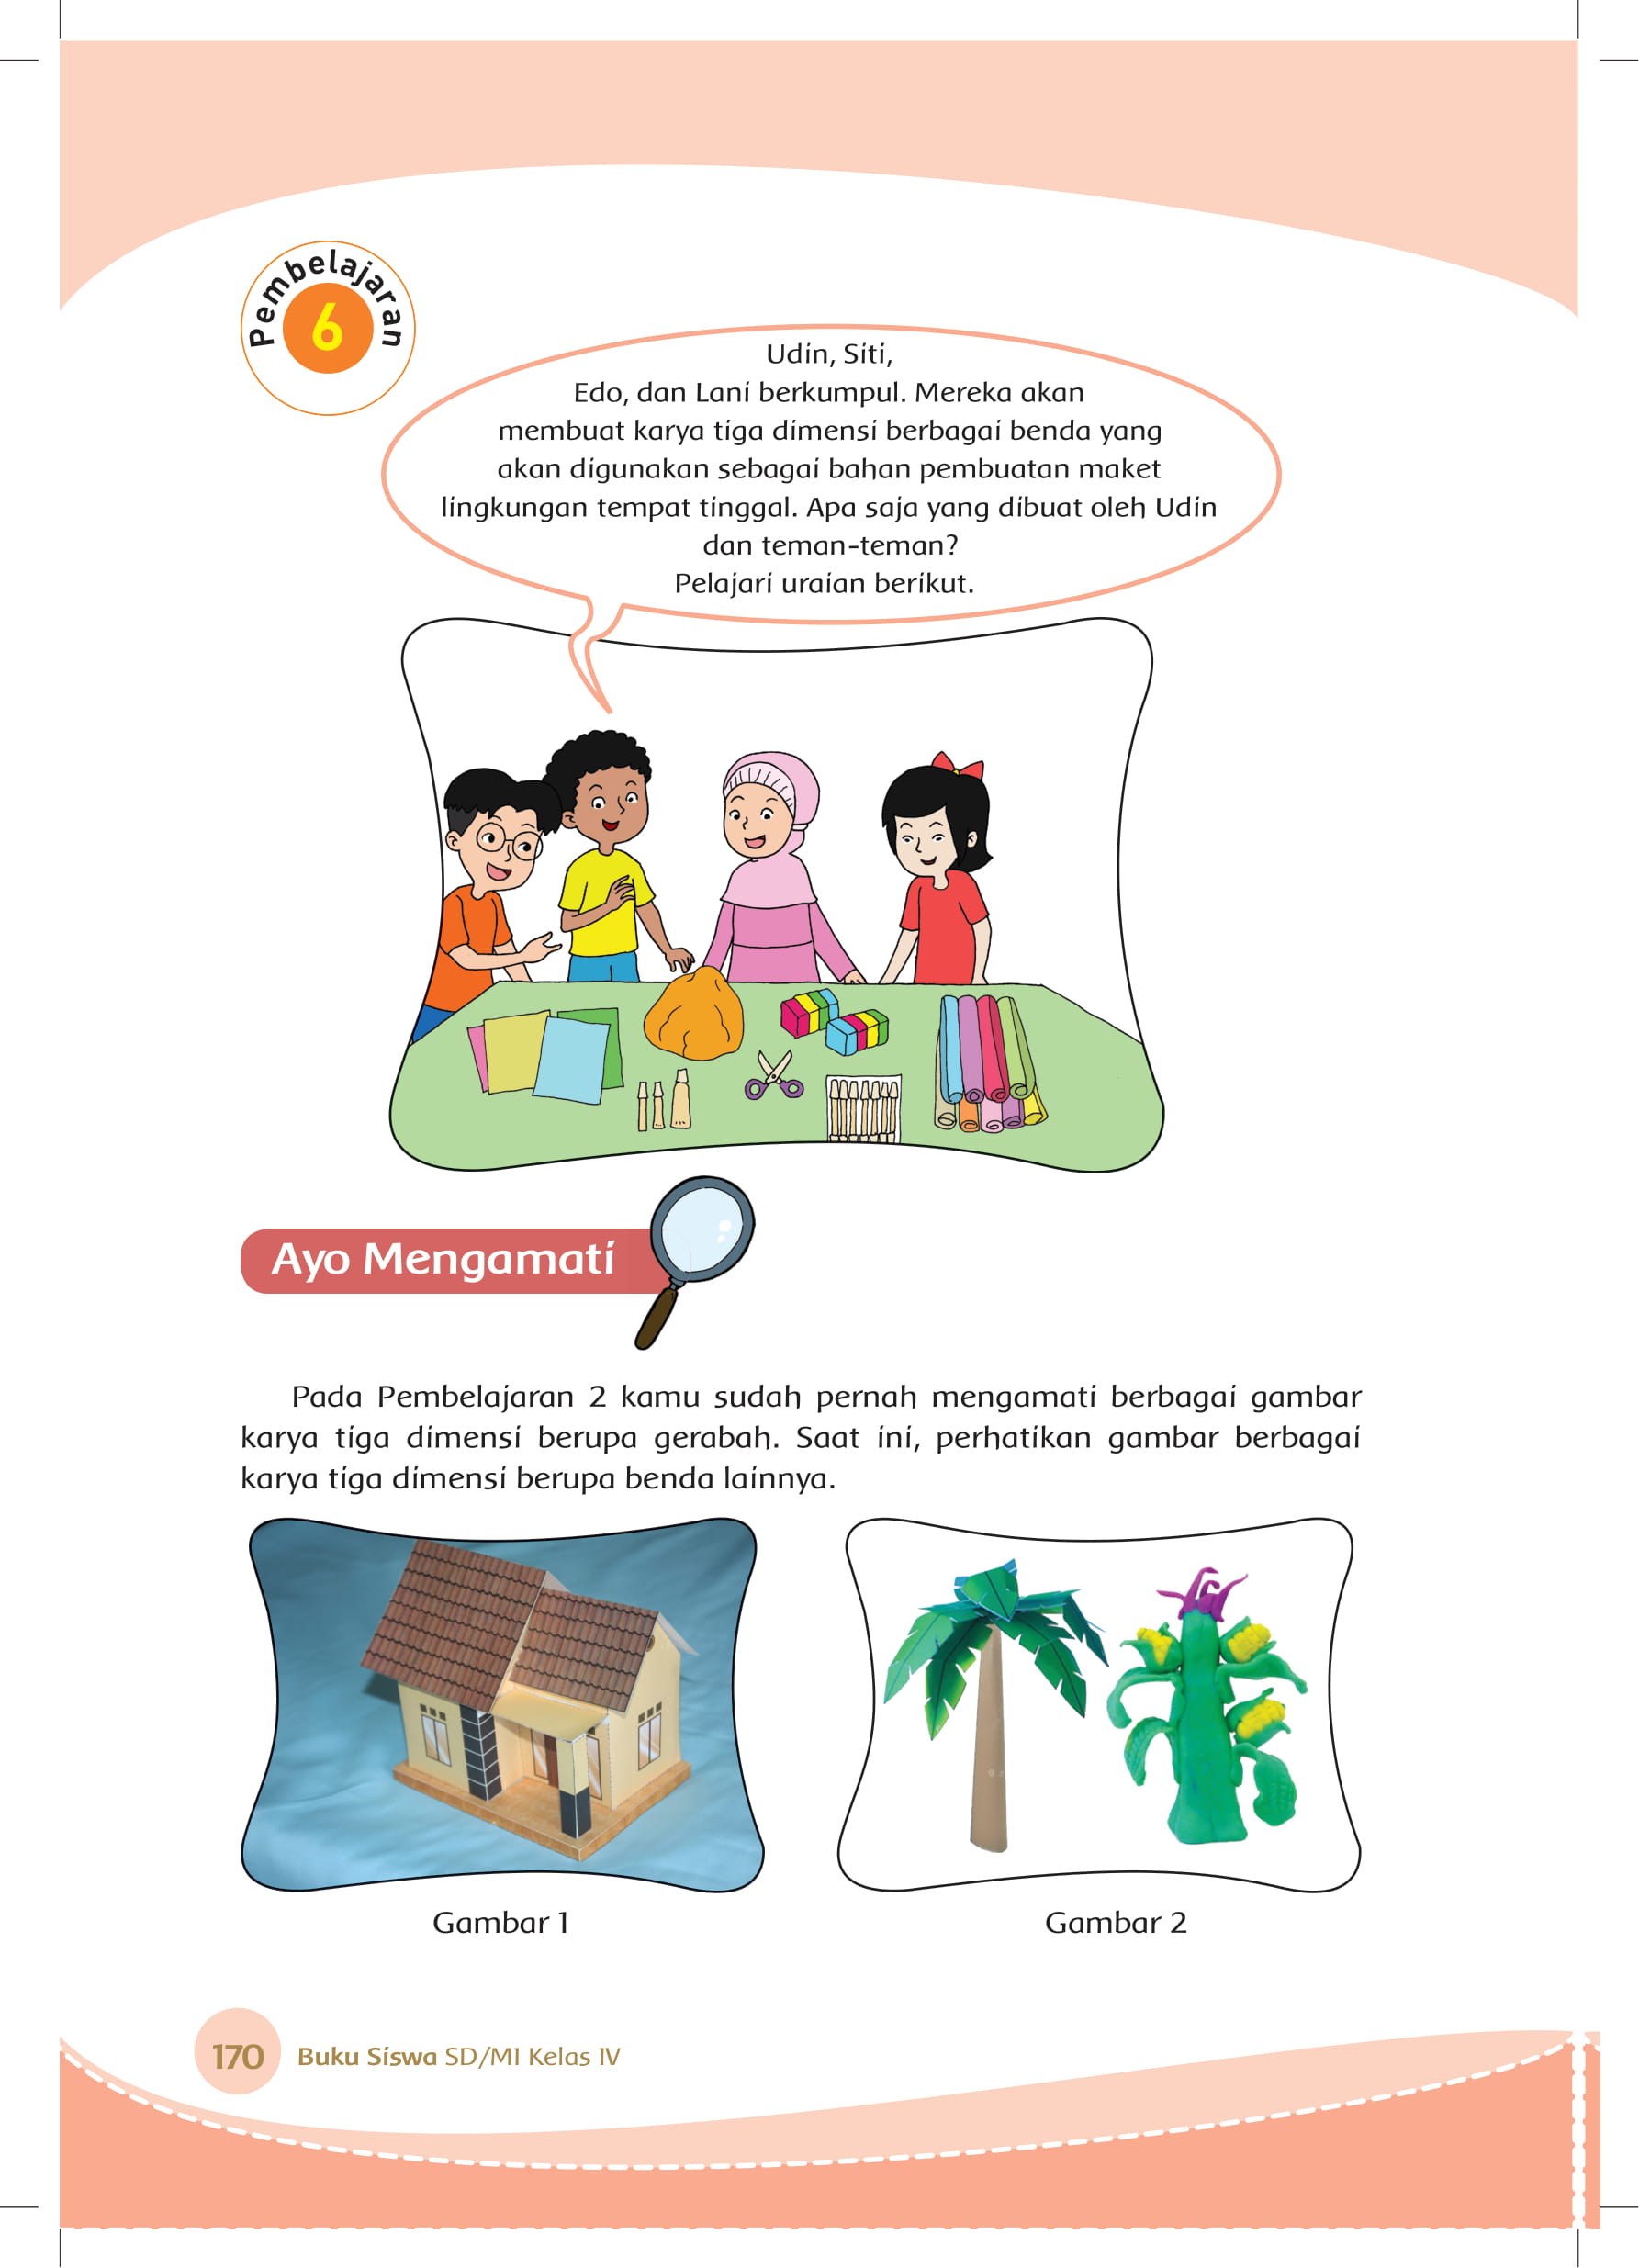 Pembelajaran
6
Udin, Siti,
Edo, dan Lani berkumpul. Mereka akan
membuat karya tiga dimensi berbagai benda yang
akan digunakan sebagai bahan pembuatan maket
lingkungan tempat tinggal. Apa saja yang dibuat oleh Udin
dan teman-teman?
Pelajari uraian berikut.
Ayo Mengamati
Pada Pembelajaran 2 kamu sudah pernah mengamati berbagai gambar
karya tiga dimensi berupa gerabah. Saat ini, perhatikan gambar berbagai
karya tiga dimensi berupa benda lainnya.
Gambar 1
Gambar 2
170
Buku Siswa SD/MI Kelas IV